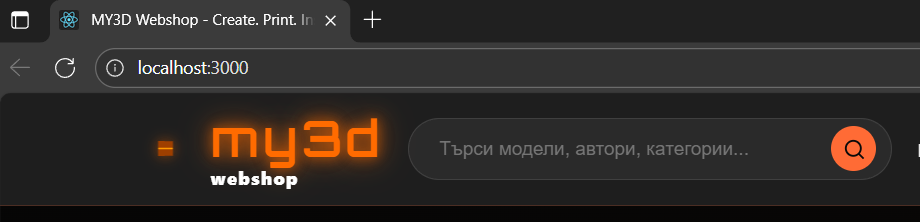 MY3D Webshop - Create. Print. In
localhost:3000
my3d
webshop
Търси модели, автори, категории...